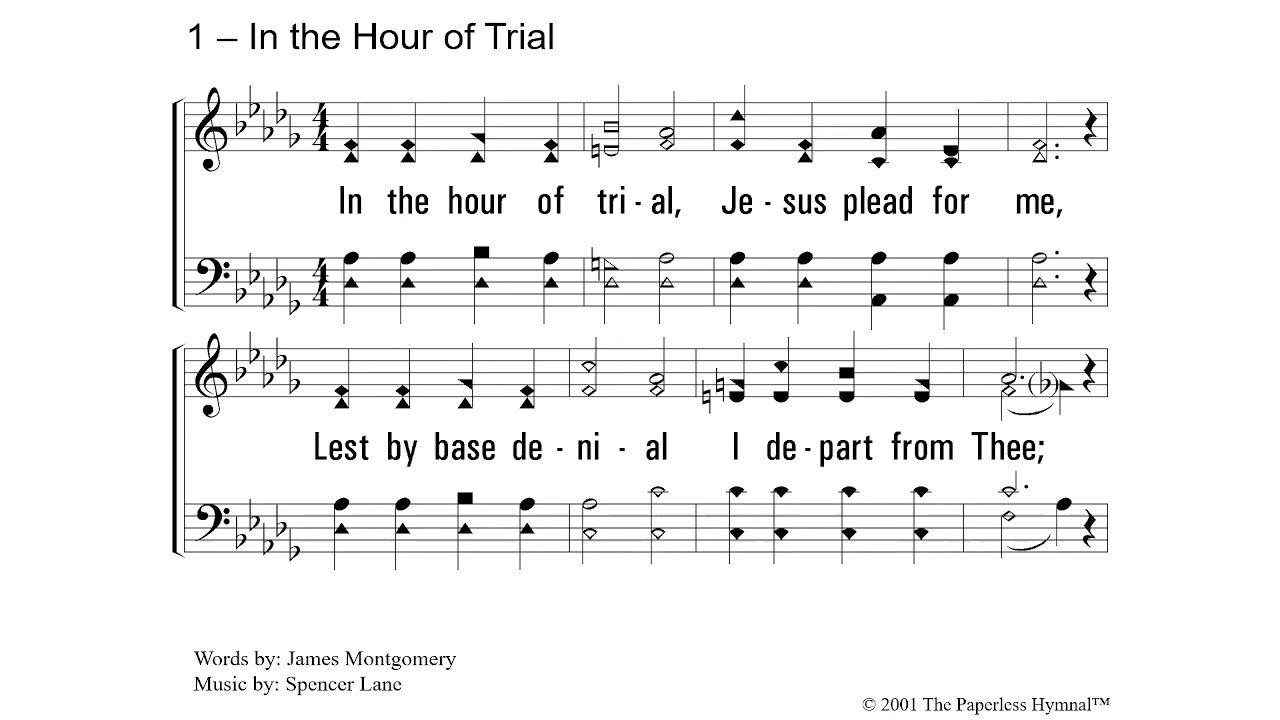 1 – In the Hour of Trial
In the hour of tri - al, Je - sus plead for me,
Lest by base de - ni - al I de - part from Thee;
Words by: James Montgomery
Music by: Spencer Lane
© 2001 The Paperless Hymnal™